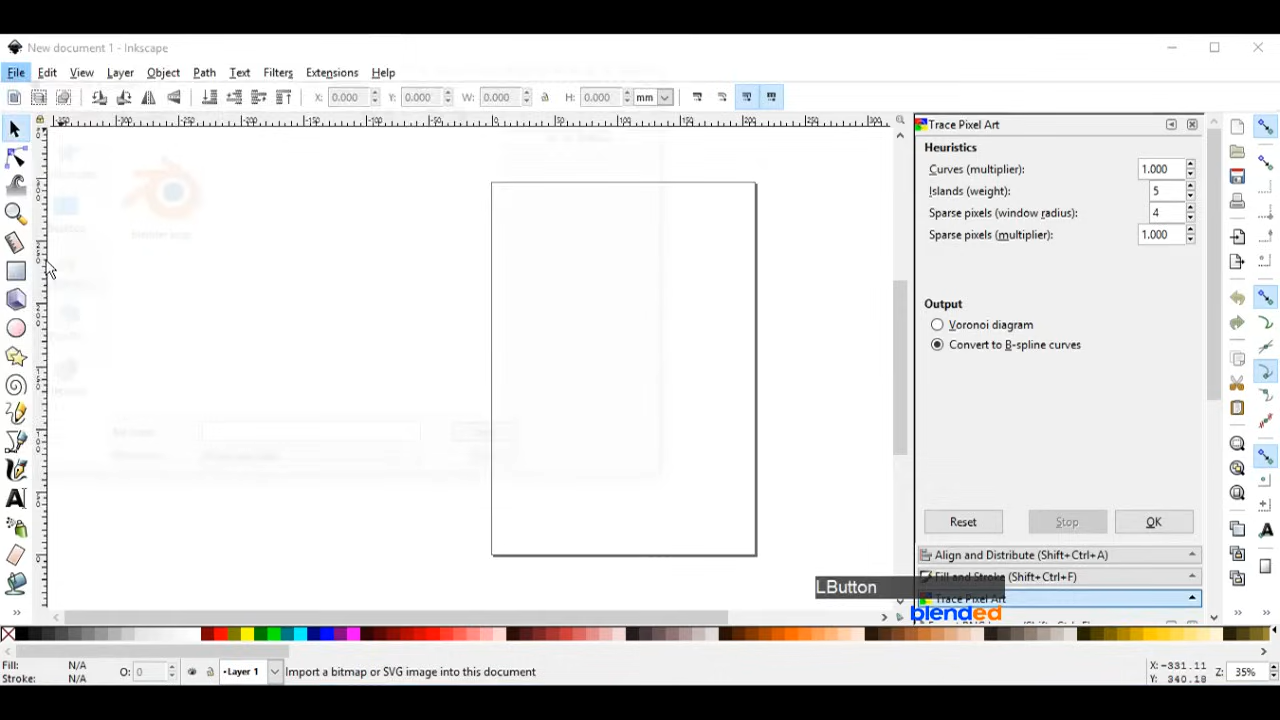 New document 1 - Inkscape
File Edit View Layer Object Path Text Filters Extensions Help
X: 0.000 Y: 0.000 W: 0.000 H: 0.000 mm
Trace Pixel Art
Heuristics
Curves (multiplier): 1.000
Islands (weight): 5
Sparse pixels (window radius): 4
Sparse pixels (multiplier): 1.000
Output
Voronoi diagram
Convert to B-spline curves
Reset Stop OK
Align and Distribute (Shift+Ctrl+A)
Fill and Stroke (Shift+Ctrl+F)
LButton
Trace Pixel Art
blended
Fill: N/A
Stroke: N/A
O: 0
Layer 1
Import a bitmap or SVG image into this document
X: -331.11
Y: 340.18
Z: 35%